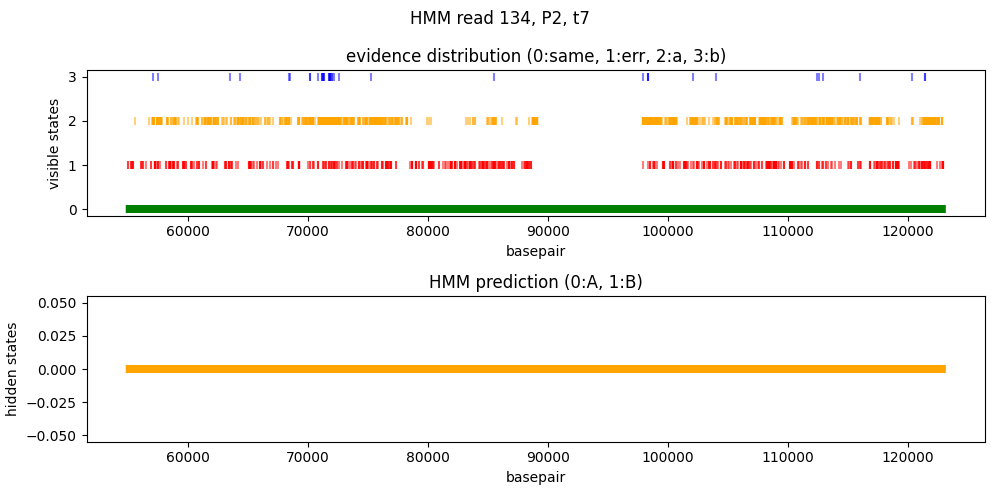 HMM read 134, P2, t7
evidence distribution (0:same, 1:err, 2:a, 3:b)
visible states
3
2
1
0
60000 70000 80000 90000 100000 110000 120000
basepair
HMM prediction (0:A, 1:B)
hidden states
0.050
0.025
0.000
−0.025
−0.050
60000 70000 80000 90000 100000 110000 120000
basepair